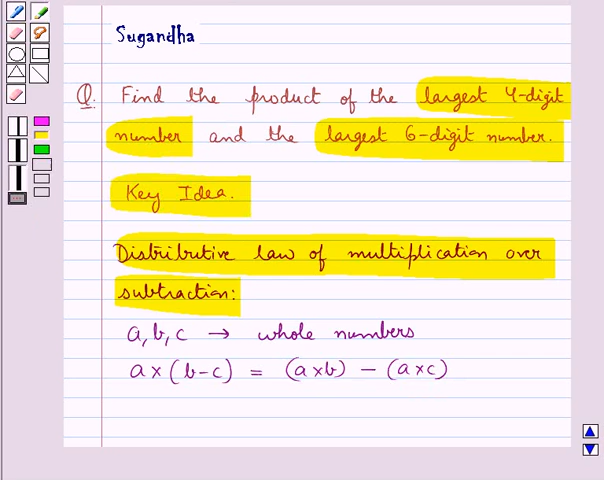 Sugandha
Q. Find the product of the largest 4-digit
number and the largest 6-digit number.
Key Idea.
Distributive law of multiplication over
subtraction:
a, b, c → whole numbers
a × (b - c) = (a × b) - (a × c)